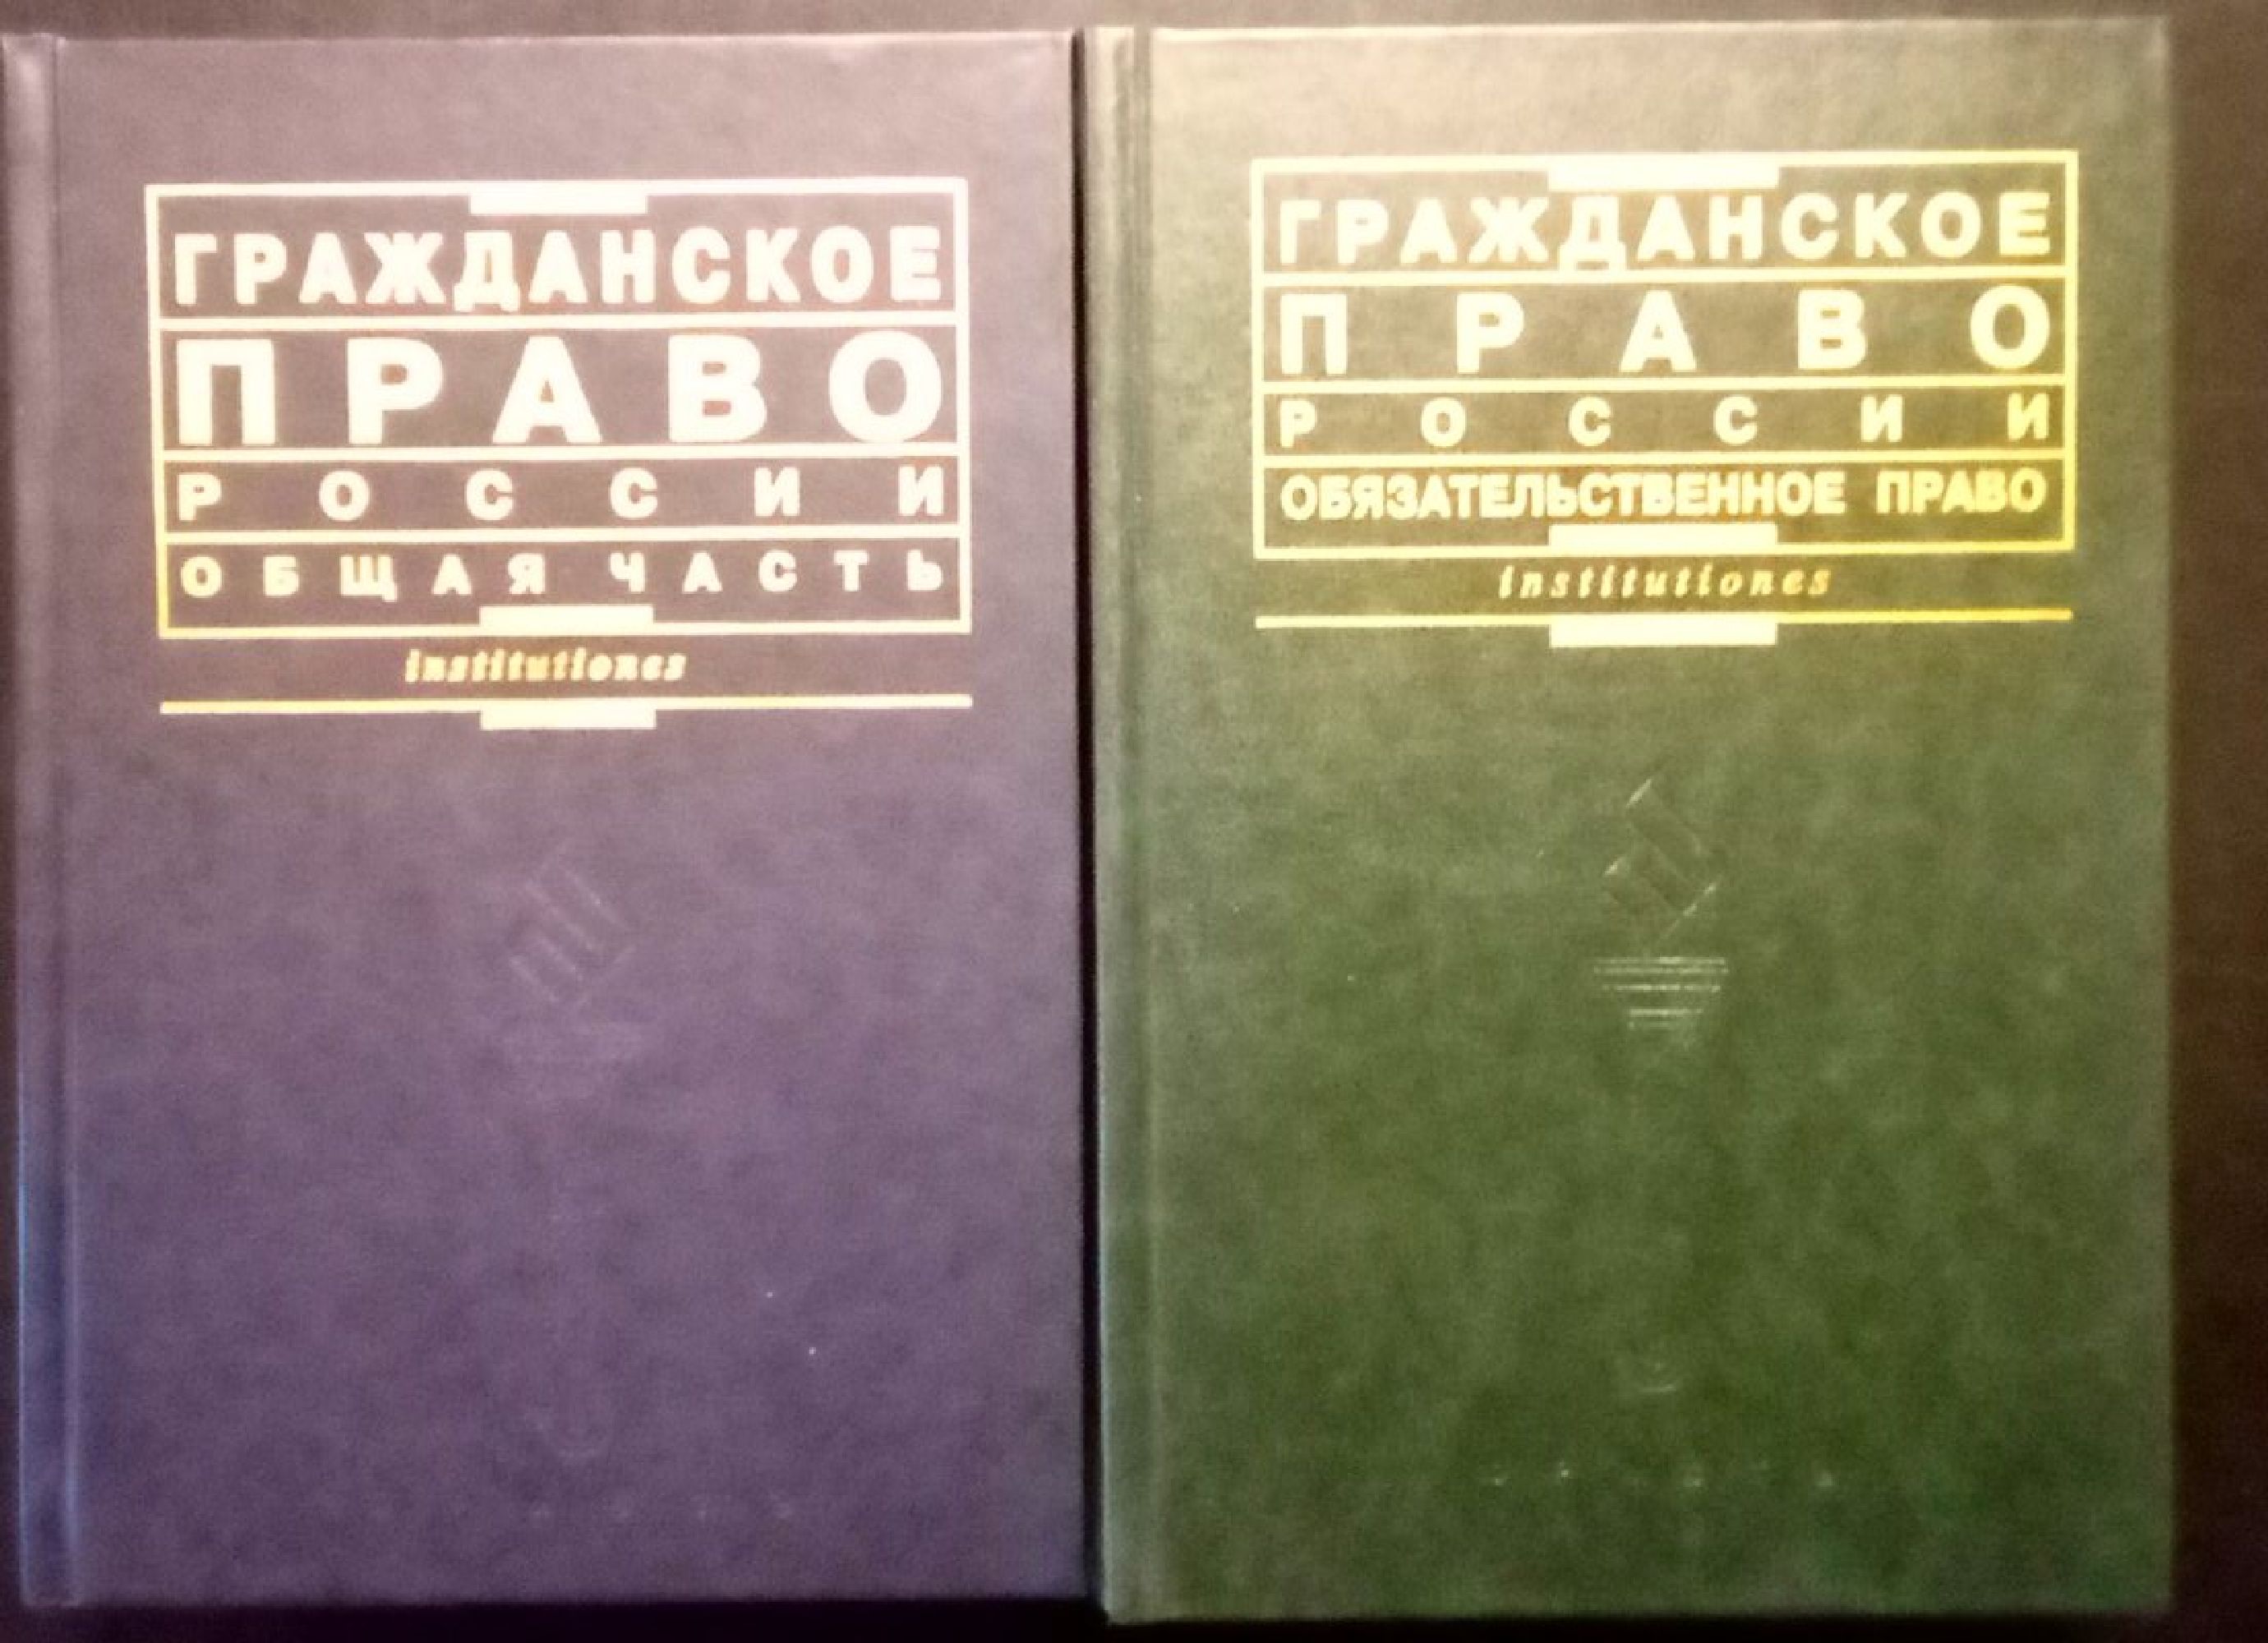 ГРАЖДАНСКОЕ
ПРАВО
РОССИИ
ОБЩАЯ ЧАСТЬ
institutiones
ГРАЖДАНСКОЕ
ПРАВО
РОССИИ
ОБЯЗАТЕЛЬСТВЕННОЕ ПРАВО
institutiones